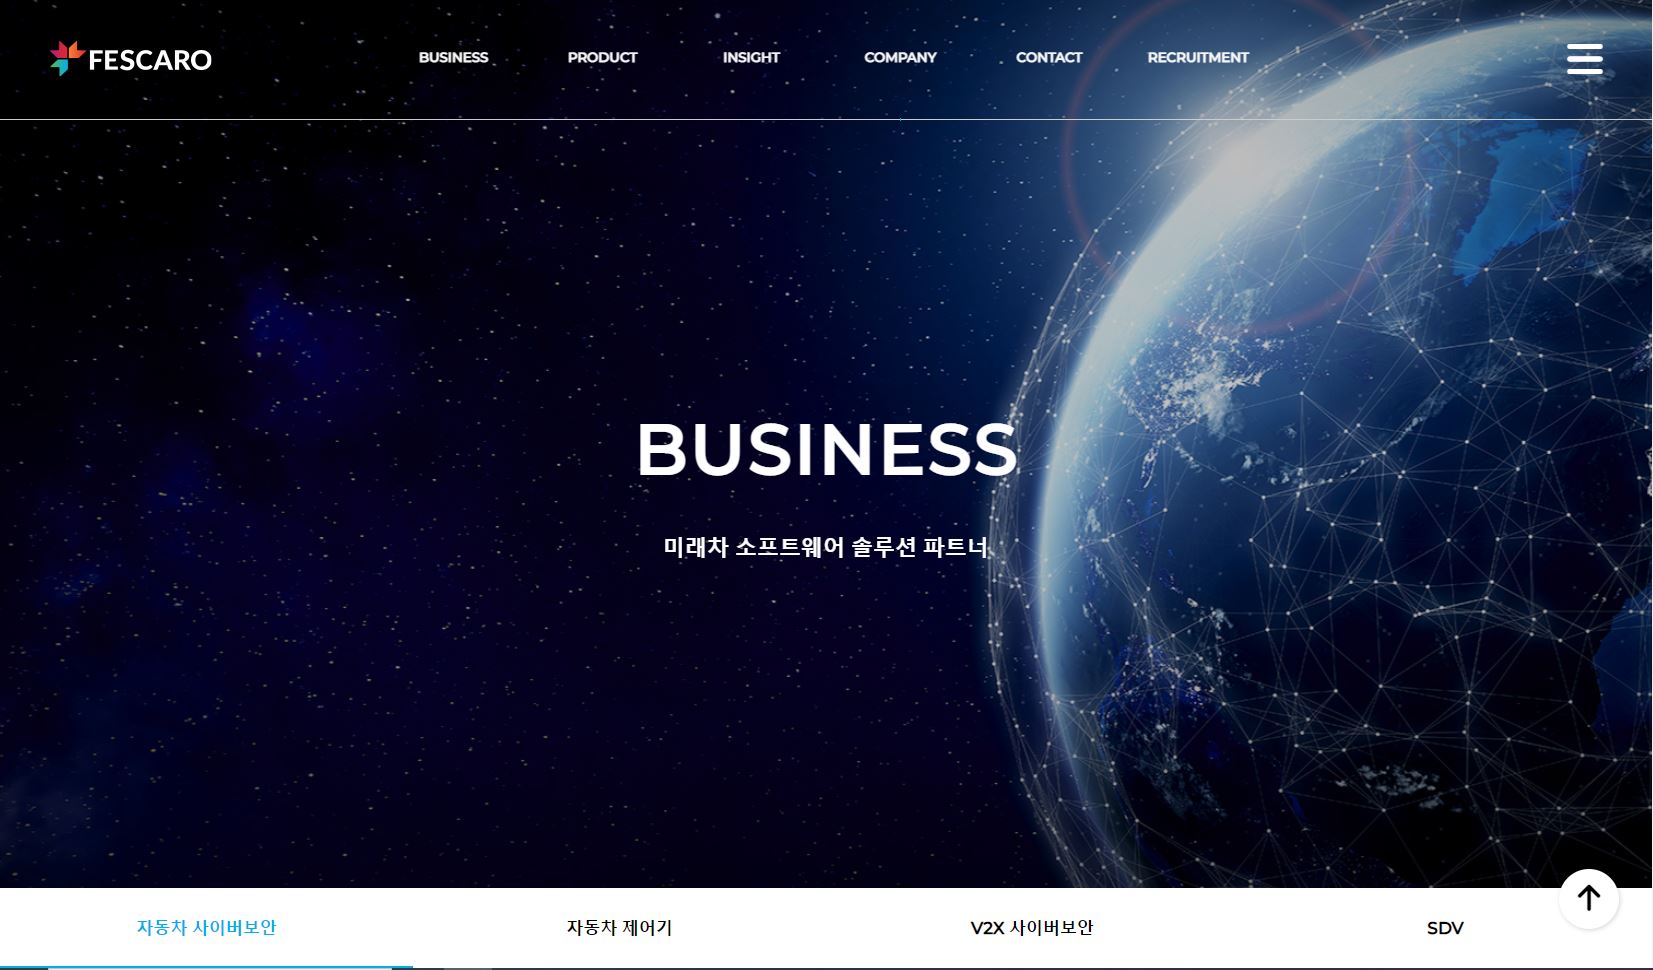 FESCARO
BUSINESS PRODUCT INSIGHT COMPANY CONTACT RECRUITMENT
BUSINESS
미래차 소프트웨어 솔루션 파트너
자동차 사이버보안 자동차 제어기 V2X 사이버보안 SDV